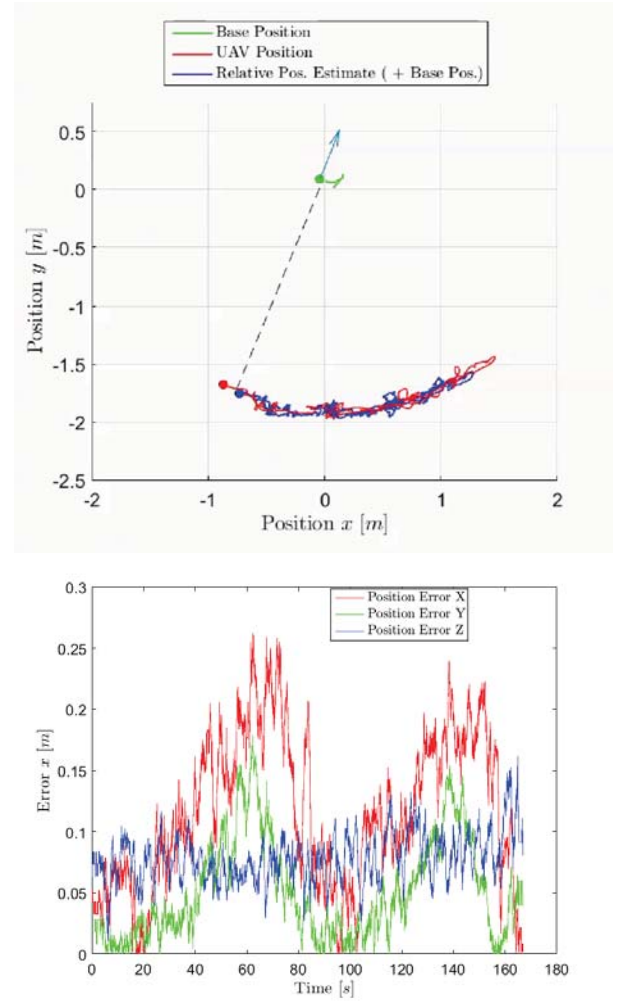 Base Position
UAV Position
Relative Pos. Estimate ( + Base Pos.)
0.5
0
-0.5
-1
-1.5
-2
-2.5
Position y [m]
-2 -1 0 1 2
Position x [m]
0.3
0.25
0.2
0.15
0.1
0.05
0
Error x [m]
Position Error X
Position Error Y
Position Error Z
0 20 40 60 80 100 120 140 160 180
Time [s]